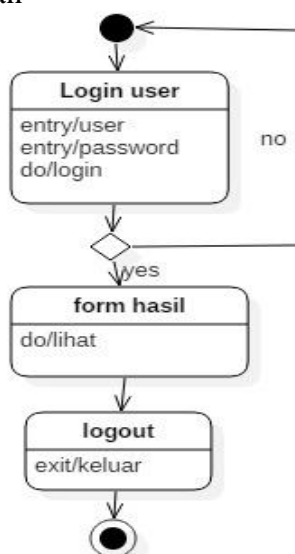 Login user
entry/user
entry/password
do/login
no
yes
form hasil
do/lihat
logout
exit/keluar